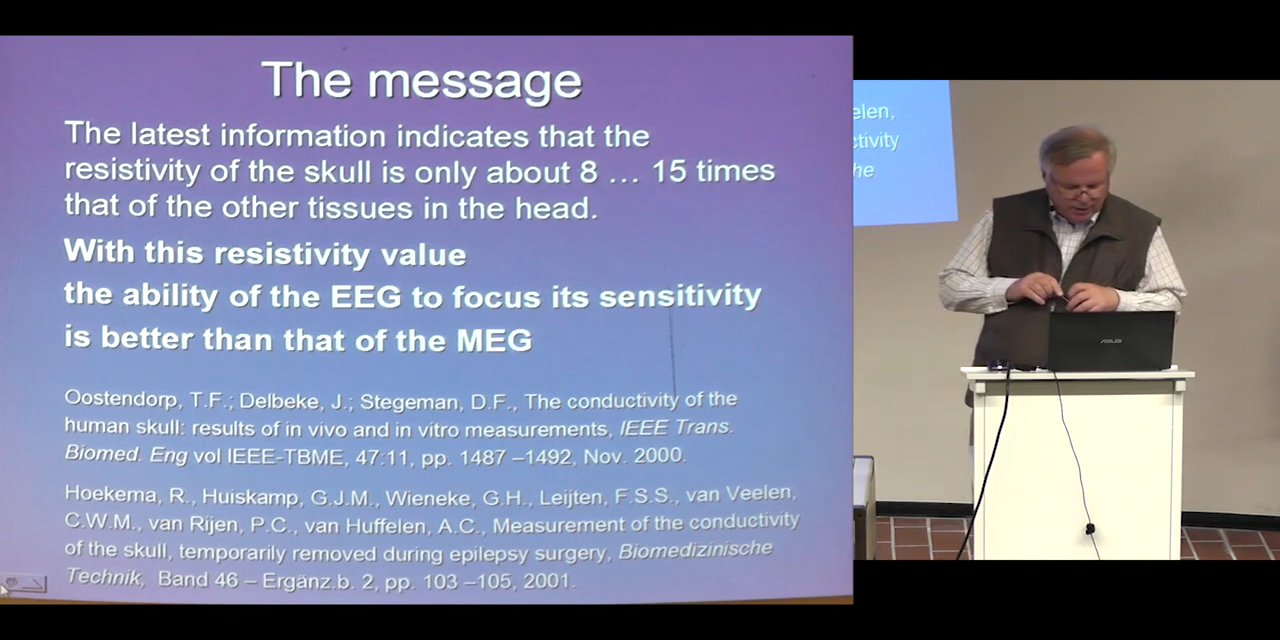 The message
The latest information indicates that the
resistivity of the skull is only about 8 … 15 times
that of the other tissues in the head.
With this resistivity value
the ability of the EEG to focus its sensitivity
is better than that of the MEG
Oostendorp, T.F.; Delbeke, J.; Stegeman, D.F., The conductivity of the
human skull: results of in vivo and in vitro measurements, IEEE Trans.
Biomed. Eng vol IEEE-TBME, 47:11, pp. 1487 –1492, Nov. 2000.
Hoekema, R., Huiskamp, G.J.M., Wieneke, G.H., Leijten, F.S.S., van Veelen,
C.W.M., van Rijen, P.C., van Huffelen, A.C., Measurement of the conductivity
of the skull, temporarily removed during epilepsy surgery, Biomedizinische
Technik, Band 46 – Ergänz.b. 2, pp. 103 –105, 2001.
elen,
ctivity
he
ASUS